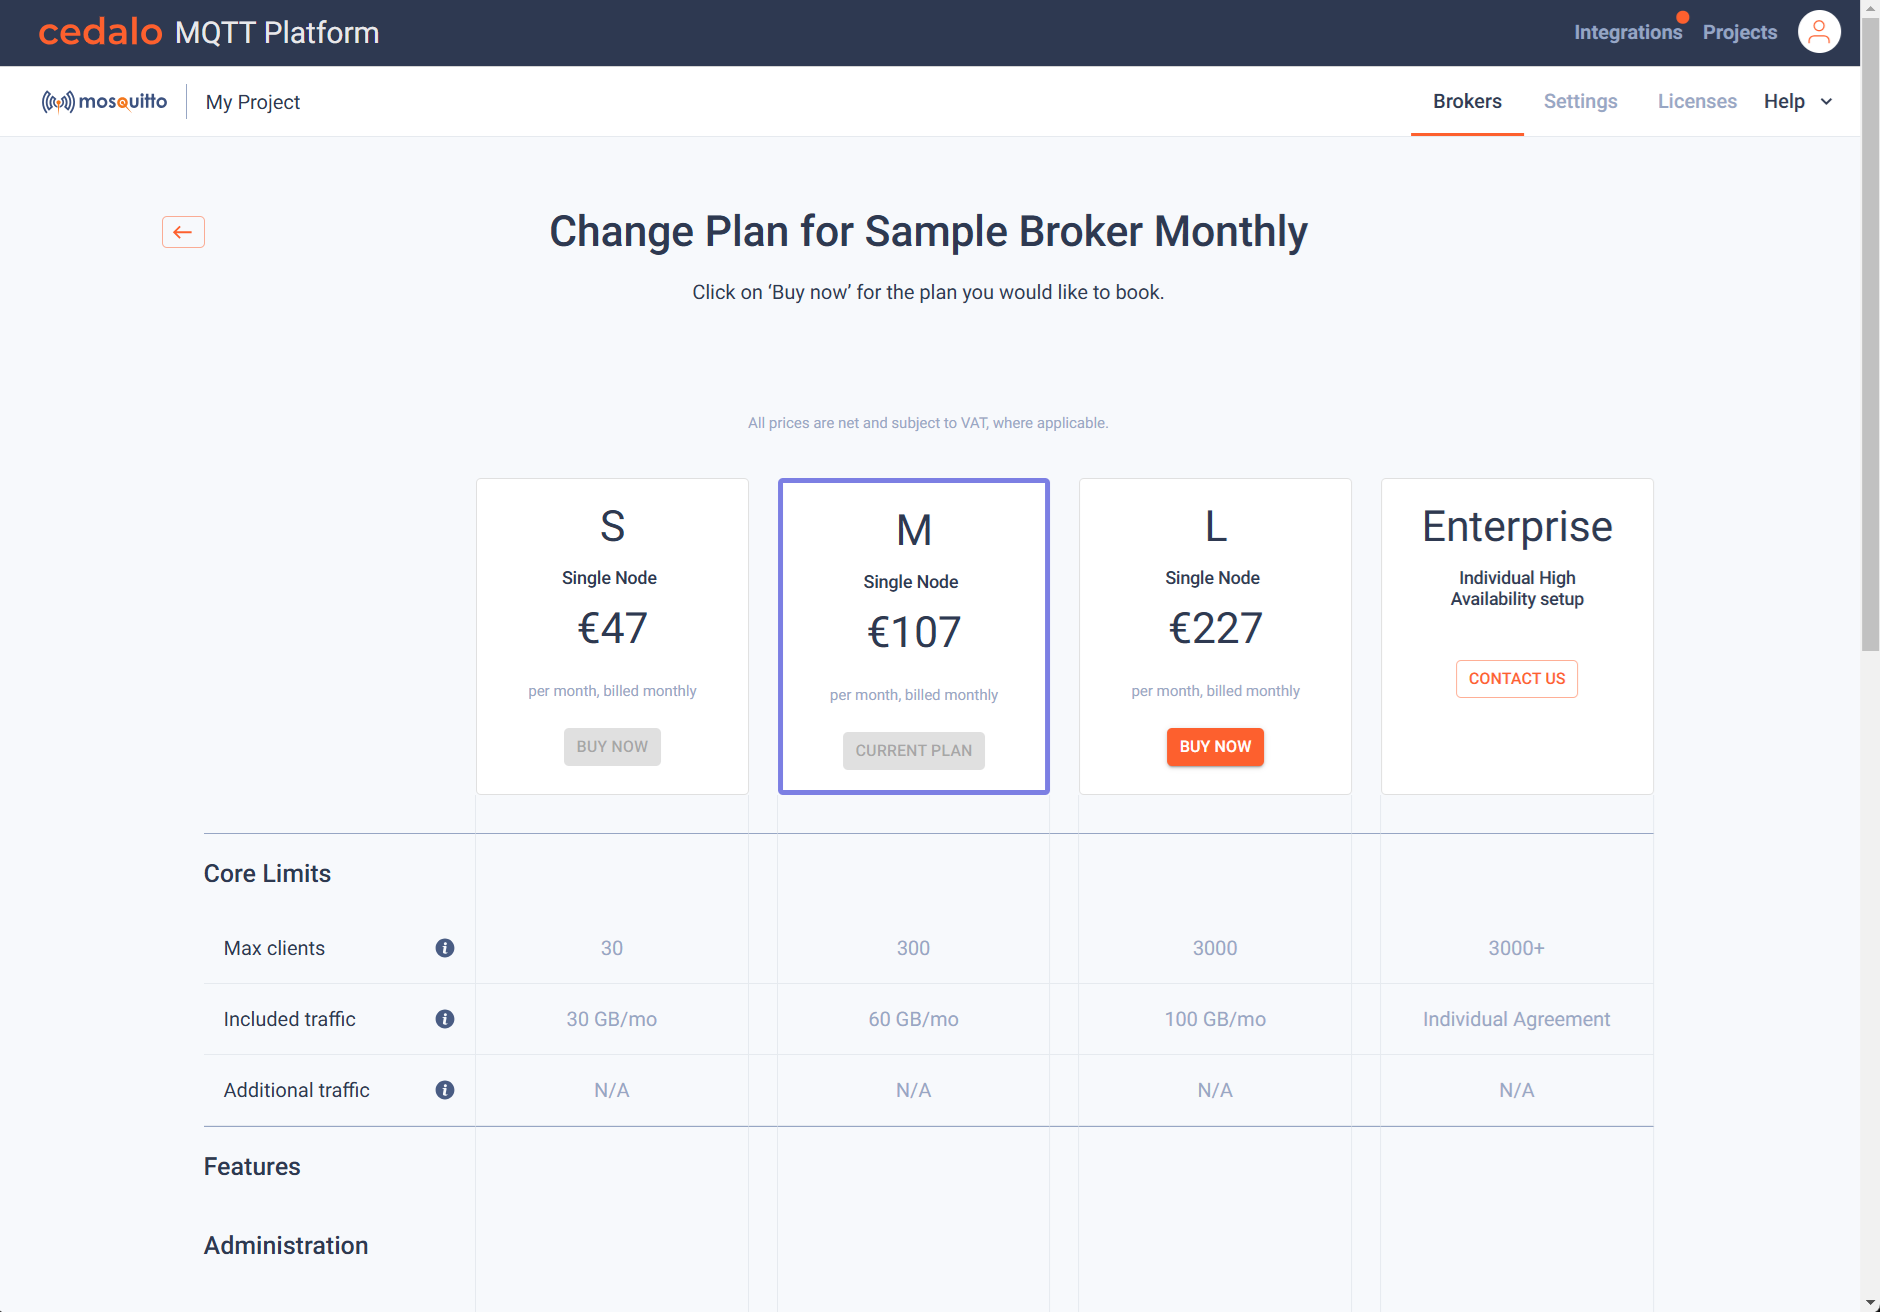 cedalo MQTT Platform
Integrations Projects
mosquitto My Project
Brokers Settings Licenses Help
Change Plan for Sample Broker Monthly
Click on ‘Buy now’ for the plan you would like to book.
All prices are net and subject to VAT, where applicable.
S
Single Node
€47
per month, billed monthly
BUY NOW
M
Single Node
€107
per month, billed monthly
CURRENT PLAN
L
Single Node
€227
per month, billed monthly
BUY NOW
Enterprise
Individual High
Availability setup
CONTACT US
Core Limits
Max clients i 30 300 3000 3000+
Included traffic i 30 GB/mo 60 GB/mo 100 GB/mo Individual Agreement
Additional traffic i N/A N/A N/A N/A
Features
Administration